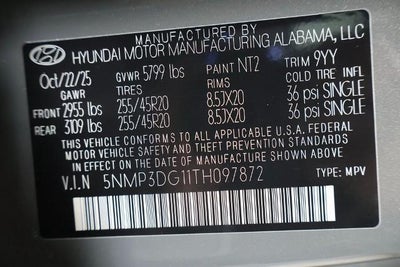 MANUFACTURED BY
HYUNDAI MOTOR MANUFACTURING ALABAMA, LLC
Oct/22/25 GVWR 5799 lbs PAINT NT2 TRIM 9YY
GAWR TIRES RIMS COLD TIRE INF.
FRONT 2955 lbs 255/45R20 8.5JX20 36 psi SINGLE
REAR 3109 lbs 255/45R20 8.5JX20 36 psi SINGLE
THIS VEHICLE CONFORMS TO ALL APPLICABLE U.S. FEDERAL
MOTOR VEHICLE SAFETY AND THEFT PREVENTION STANDARDS
IN EFFECT ON THE DATE OF MANUFACTURE SHOWN ABOVE.
V.I.N 5NMP3DG11TH097872 TYPE: MPV